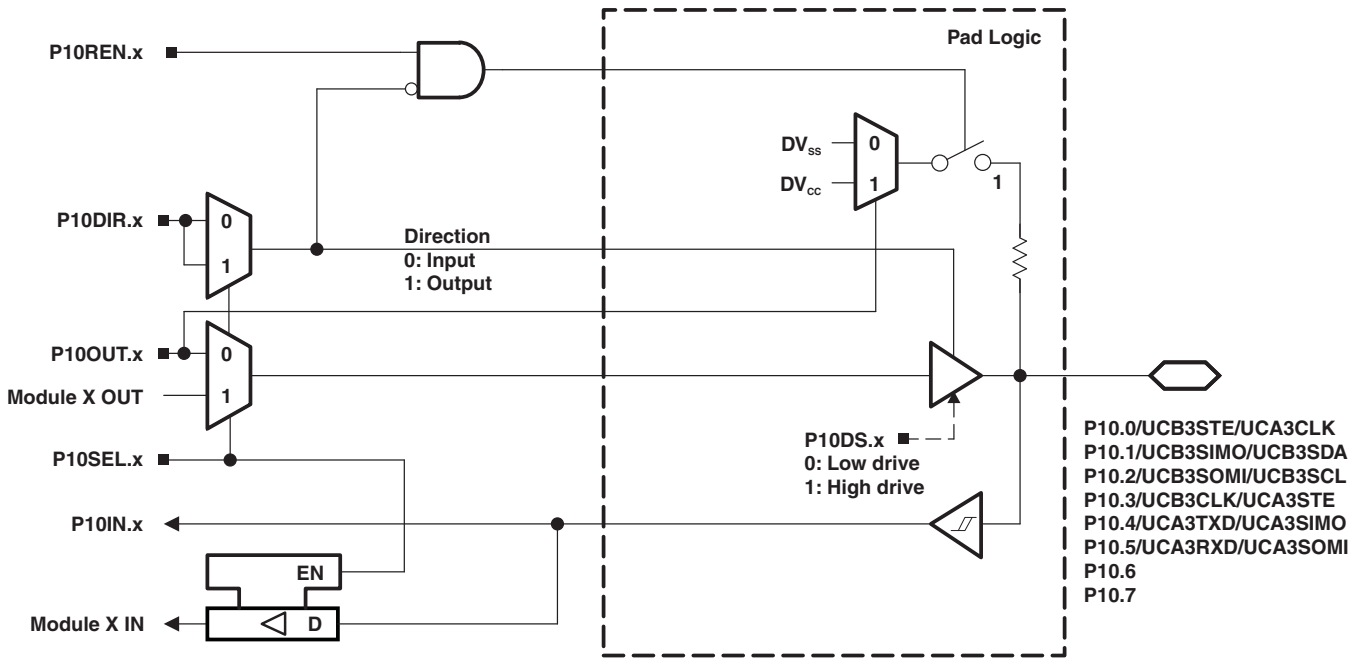 Pad Logic
P10REN.x
DVss
0
DVcc
1
1
P10DIR.x
0
1
Direction
0: Input
1: Output
P10OUT.x
0
Module X OUT
1
P10DS.x
0: Low drive
1: High drive
P10SEL.x
P10IN.x
EN
Module X IN
D
P10.0/UCB3STE/UCA3CLK
P10.1/UCB3SIMO/UCB3SDA
P10.2/UCB3SOMI/UCB3SCL
P10.3/UCB3CLK/UCA3STE
P10.4/UCA3TXD/UCA3SIMO
P10.5/UCA3RXD/UCA3SOMI
P10.6
P10.7